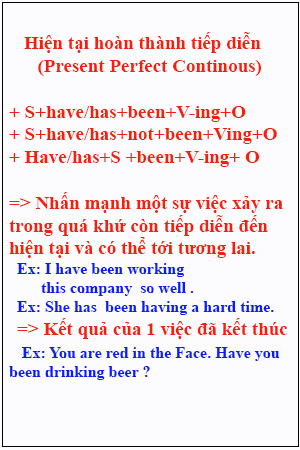 Hiện tại hoàn thành tiếp diễn
(Present Perfect Continous)
+ S+have/has+been+V-ing+O
+ S+have/has+not+been+Ving+O
+ Have/has+S +been+V-ing+ O
=> Nhấn mạnh một sự việc xảy ra
trong quá khứ còn tiếp diễn đến
hiện tại và có thể tới tương lai.
Ex: I have been working
this company so well .
Ex: She has been having a hard time.
=> Kết quả của 1 việc đã kết thúc
Ex: You are red in the Face. Have you
been drinking beer ?